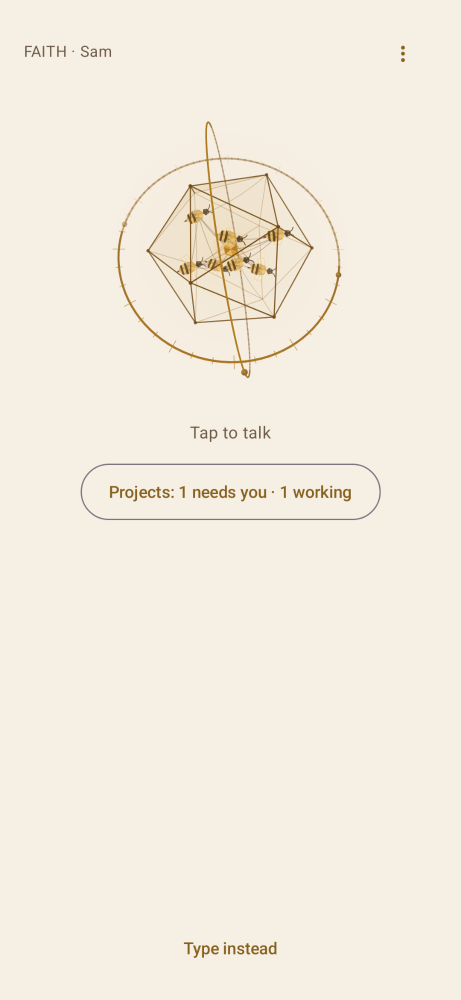 FAITH · Sam
Tap to talk
Projects: 1 needs you · 1 working
Type instead